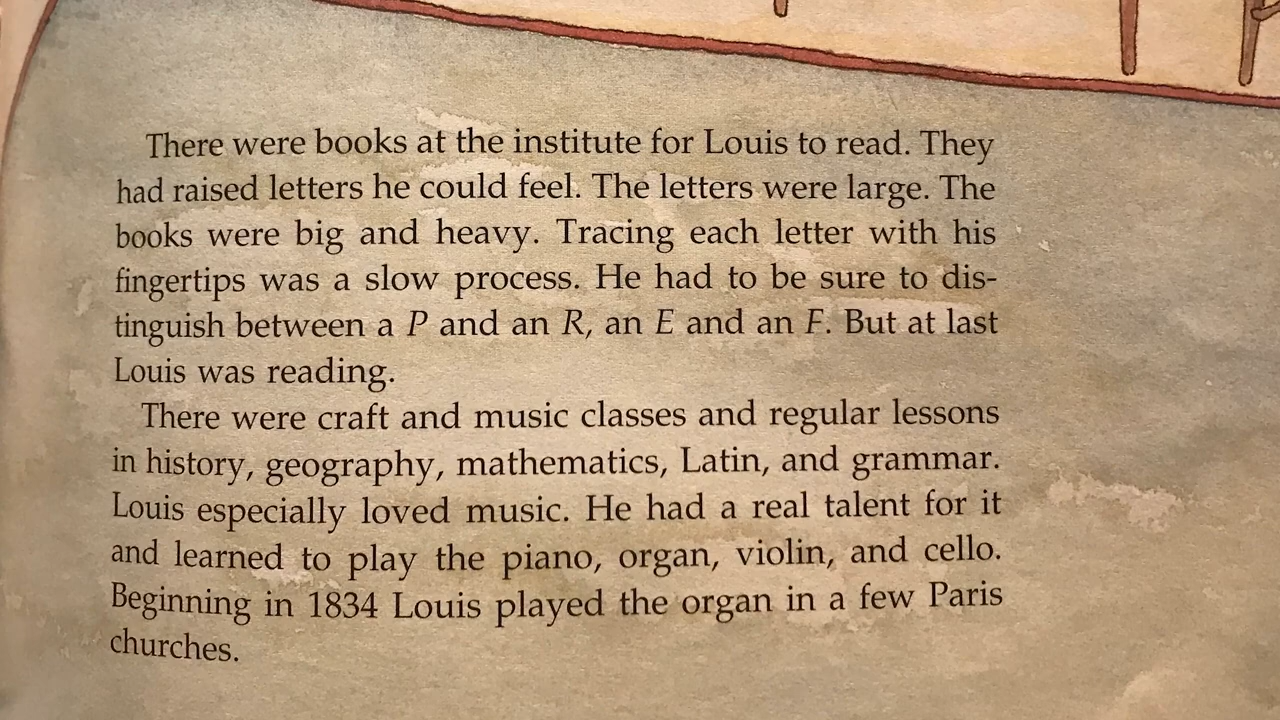 There were books at the institute for Louis to read. They
had raised letters he could feel. The letters were large. The
books were big and heavy. Tracing each letter with his
fingertips was a slow process. He had to be sure to dis-
tinguish between a P and an R, an E and an F. But at last
Louis was reading.
There were craft and music classes and regular lessons
in history, geography, mathematics, Latin, and grammar.
Louis especially loved music. He had a real talent for it
and learned to play the piano, organ, violin, and cello.
Beginning in 1834 Louis played the organ in a few Paris
churches.